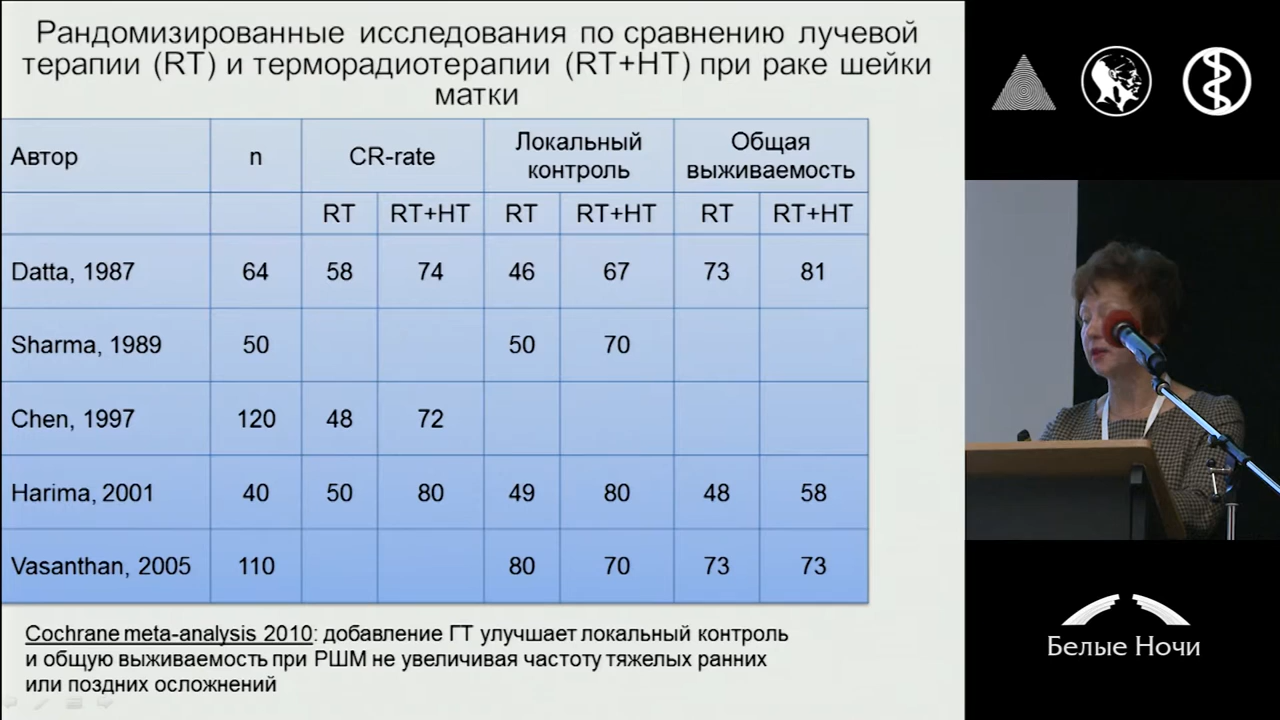 Рандомизированные исследования по сравнению лучевой
терапии (RT) и терморадиотерапии (RT+HT) при раке шейки
матки
Автор n CR-rate Локальный контроль Общая выживаемость
RT RT+HT RT RT+HT RT RT+HT
Datta, 1987 64 58 74 46 67 73 81
Sharma, 1989 50 50 70
Chen, 1997 120 48 72
Harima, 2001 40 50 80 49 80 48 58
Vasanthan, 2005 110 80 70 73 73
Cochrane meta-analysis 2010: добавление ГТ улучшает локальный контроль
и общую выживаемость при РШМ не увеличивая частоту тяжелых ранних
или поздних осложнений
Белые Ночи